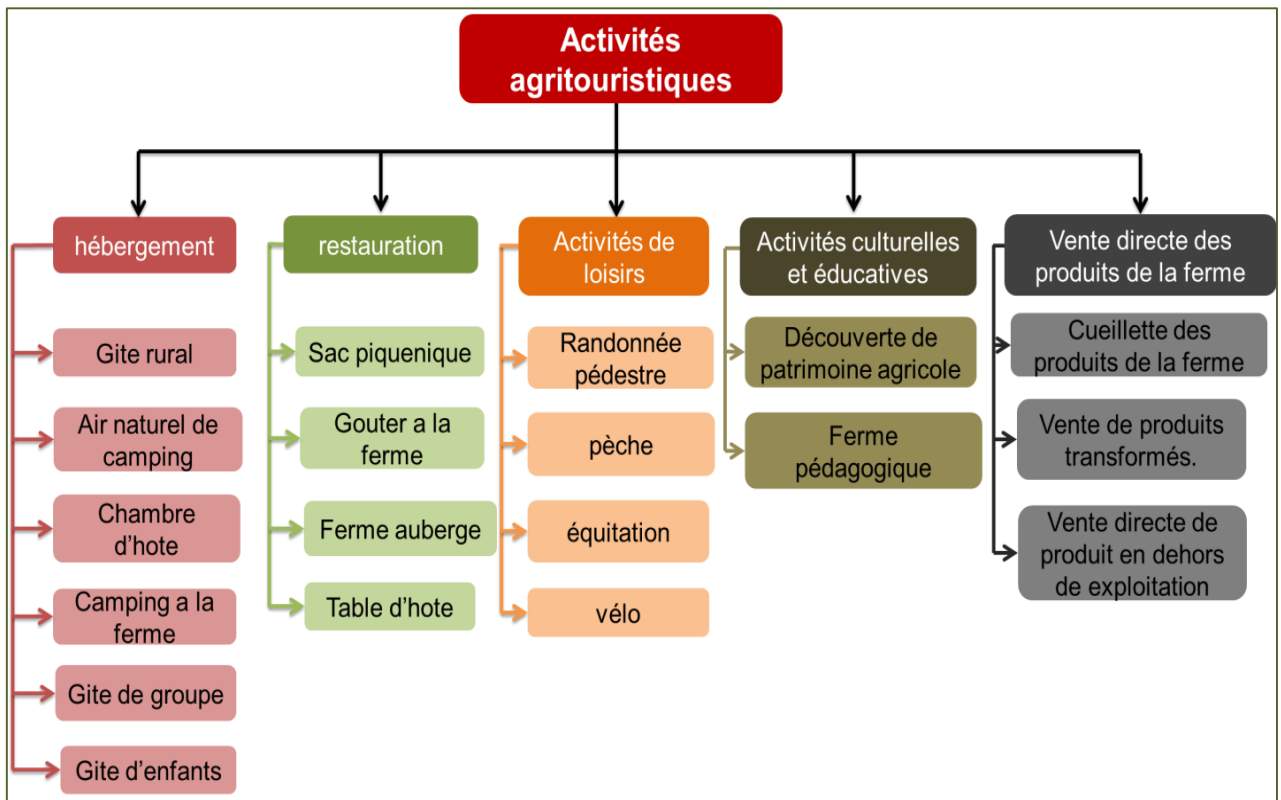 Activités
agritouristiques
hébergement
Gite rural
Air naturel de
camping
Chambre
d'hote
Camping a la
ferme
Gite de groupe
Gite d'enfants
restauration
Sac piquenique
Gouter a la
ferme
Ferme auberge
Table d'hote
Activités de
loisirs
Randonnée
pédestre
pèche
équitation
vélo
Activités culturelles
et éducatives
Découverte de
patrimoine agricole
Ferme
pédagogique
Vente directe des
produits de la ferme
Cueillette des
produits de la ferme
Vente de produits
transformés.
Vente directe de
produit en dehors
de exploitation